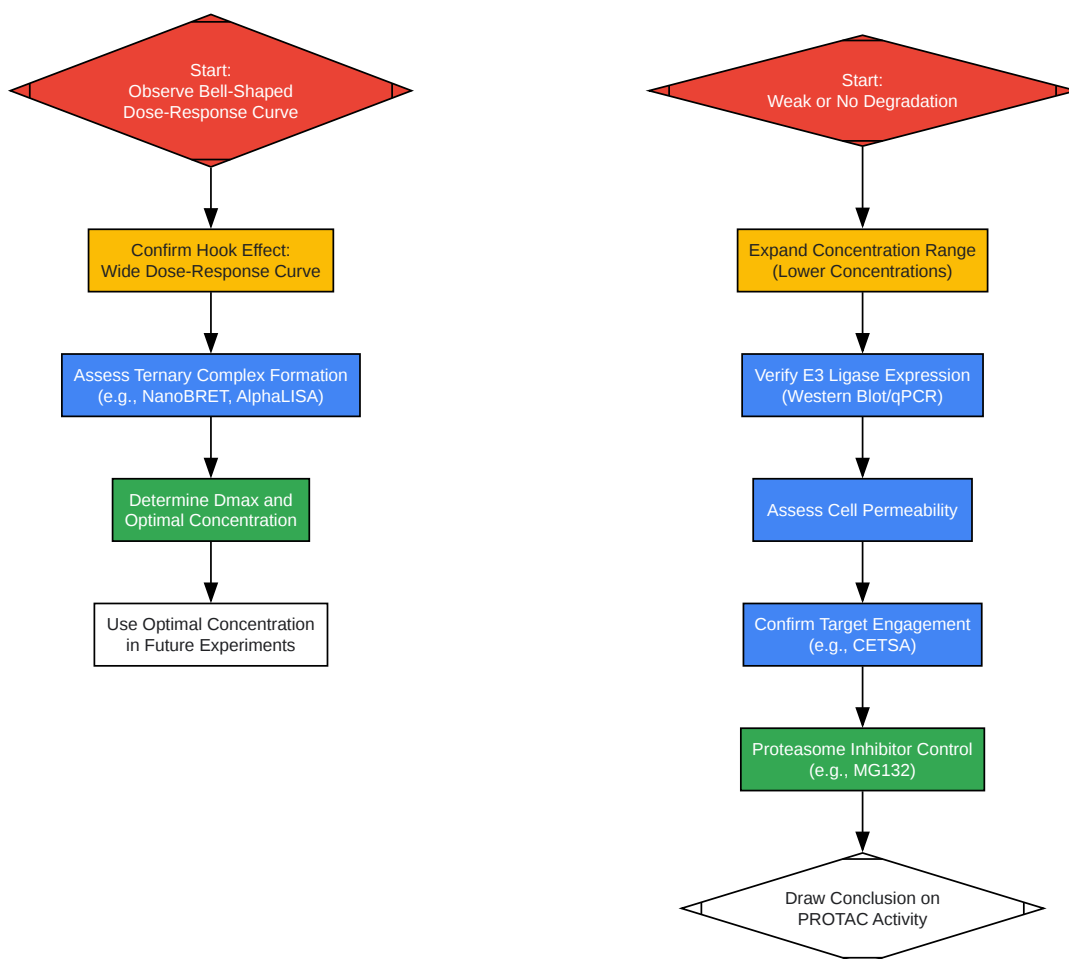 Start:
Observe Bell-Shaped
Dose-Response Curve
Confirm Hook Effect:
Wide Dose-Response Curve
Assess Ternary Complex Formation
(e.g., NanoBRET, AlphaLISA)
Determine Dmax and
Optimal Concentration
Use Optimal Concentration
in Future Experiments
Start:
Weak or No Degradation
Expand Concentration Range
(Lower Concentrations)
Verify E3 Ligase Expression
(Western Blot/qPCR)
Assess Cell Permeability
Confirm Target Engagement
(e.g., CETSA)
Proteasome Inhibitor Control
(e.g., MG132)
Draw Conclusion on
PROTAC Activity